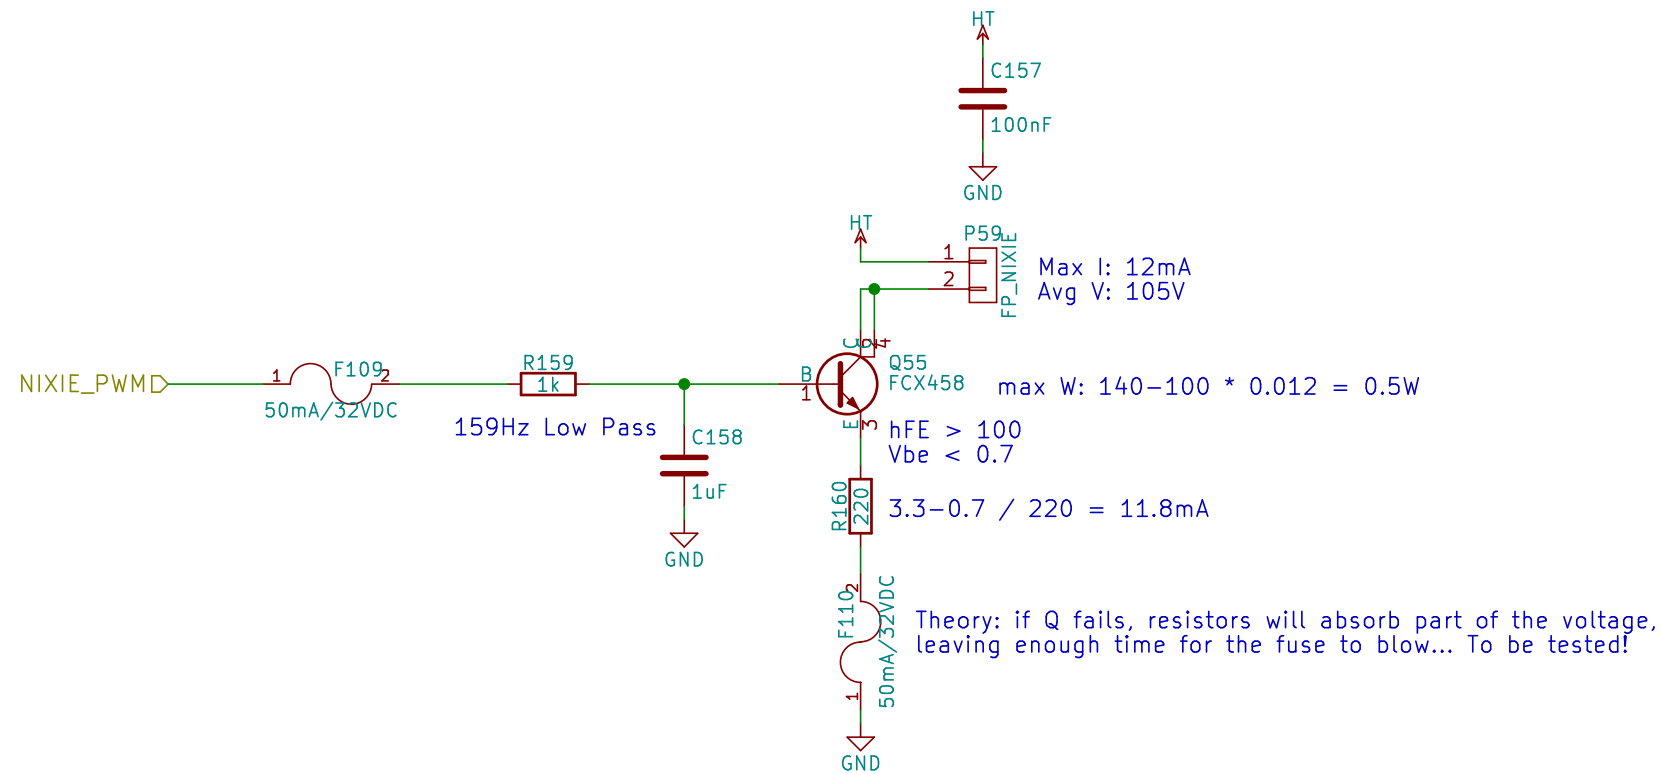 HT
C157
100nF
GND
HT
P59
1
2
FP_NIXIE
Max I: 12mA
Avg V: 105V
NIXIE_PWM
1
F109
2
50mA/32VDC
R159
1k
159Hz Low Pass
C158
1uF
GND
B
1
C
4
E
3
Q55
FCX458
max W: 140-100 * 0.012 = 0.5W
hFE > 100
Vbe < 0.7
R160
220
3.3-0.7 / 220 = 11.8mA
2
F110
50mA/32VDC
1
GND
Theory: if Q fails, resistors will absorb part of the voltage,
leaving enough time for the fuse to blow... To be tested!